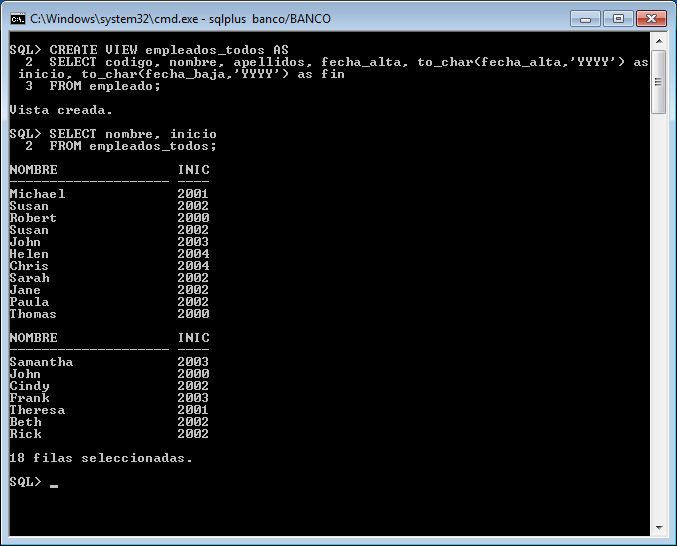 C:\Windows\system32\cmd.exe - sqlplus banco/BANCO
SQL> CREATE VIEW empleados_todos AS
  2  SELECT codigo, nombre, apellidos, fecha_alta, to_char(fecha_alta,'YYYY') as
 inicio, to_char(fecha_baja,'YYYY') as fin
  3  FROM empleado;
Vista creada.
SQL> SELECT nombre, inicio
  2  FROM empleados_todos;
NOMBRE               INIC
-------------------- ----
Michael              2001
Susan                2002
Robert               2000
Susan                2002
John                 2003
Helen                2004
Chris                2004
Sarah                2002
Jane                 2002
Paula                2002
Thomas               2000
NOMBRE               INIC
-------------------- ----
Samantha             2003
John                 2000
Cindy                2002
Frank                2003
Theresa              2001
Beth                 2002
Rick                 2002
18 filas seleccionadas.
SQL> _